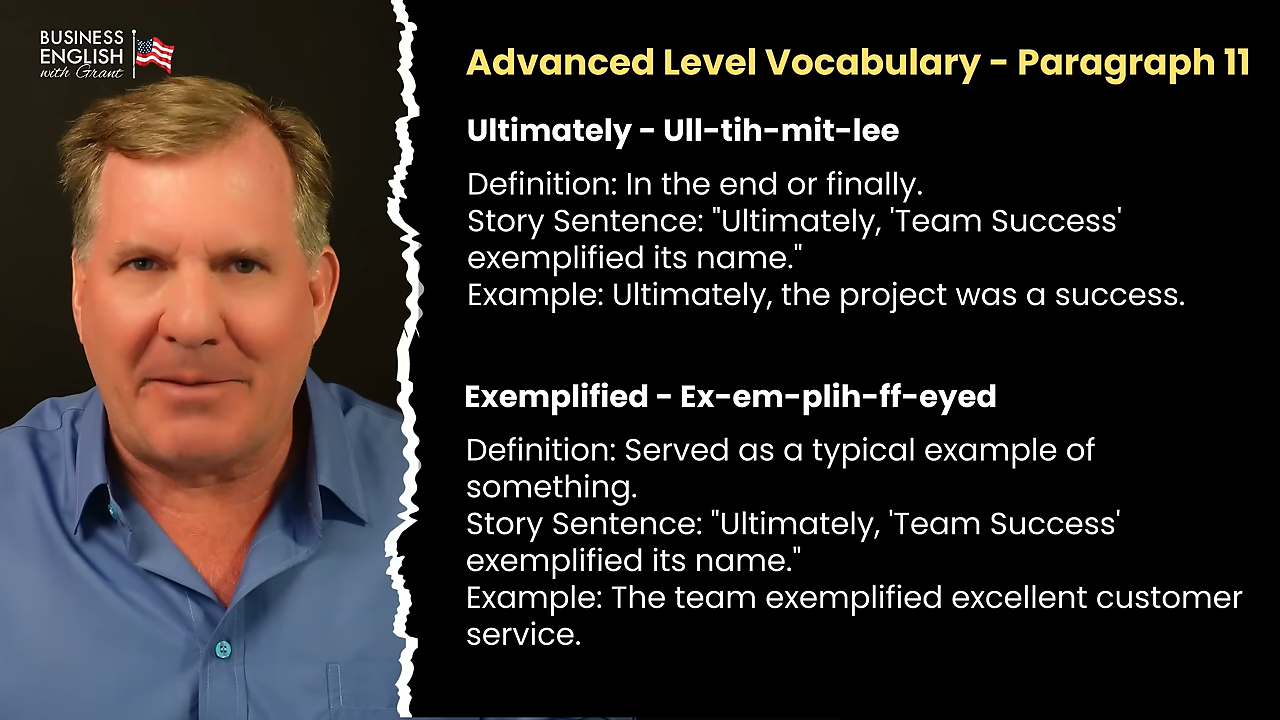 BUSINESS
ENGLISH
with Grant
Advanced Level Vocabulary - Paragraph 11
Ultimately - Ull-tih-mit-lee
Definition: In the end or finally.
Story Sentence: "Ultimately, 'Team Success'
exemplified its name."
Example: Ultimately, the project was a success.
Exemplified - Ex-em-plih-ff-eyed
Definition: Served as a typical example of
something.
Story Sentence: "Ultimately, 'Team Success'
exemplified its name."
Example: The team exemplified excellent customer
service.